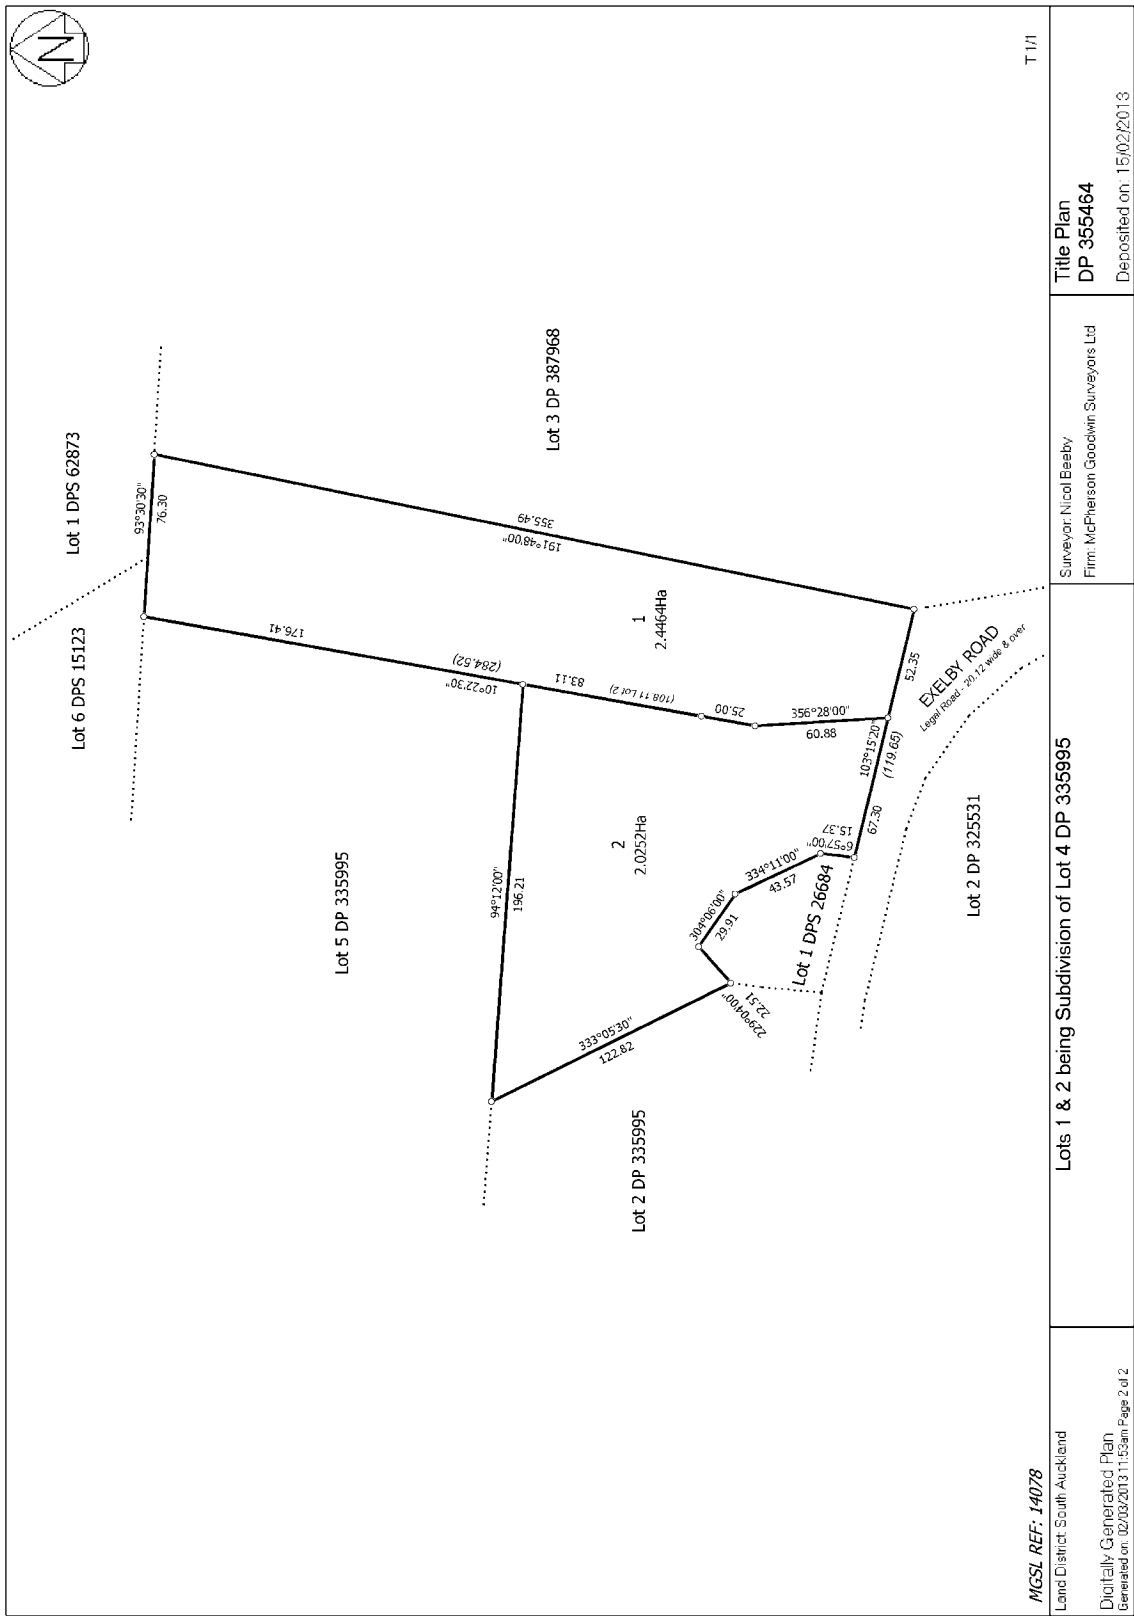 N
T 1/1
Lot 1 DPS 62873
Lot 6 DPS 15123
93°30'30"
76.30
Lot 3 DP 387968
355.49
191°48'00"
176.41
(284.52)
10°22'30"
83.11
(108.11 Lot 2)
25.00
356°28'00"
60.88
1
2.4464Ha
52.35
EXELBY ROAD
Legal Road - 20.12 wide & over
103°15'20"
(119.65)
67.30
Lot 5 DP 335995
94°12'00"
196.21
2
2.0252Ha
15.37
6°57'00"
334°11'00"
43.57
304°06'00"
29.91
Lot 1 DPS 26684
229°04'00"
22.51
333°05'30"
122.82
Lot 2 DP 325531
Lot 2 DP 335995
MGSL REF: 14078
Land District: South Auckland
Digitally Generated Plan
Generated on: 02/03/2013 11:53am Page 2 of 2
Lots 1 & 2 being Subdivision of Lot 4 DP 335995
Surveyor: Nicol Beeby
Firm: McPherson Goodwin Surveyors Ltd
Title Plan
DP 355464
Deposited on: 15/02/2013